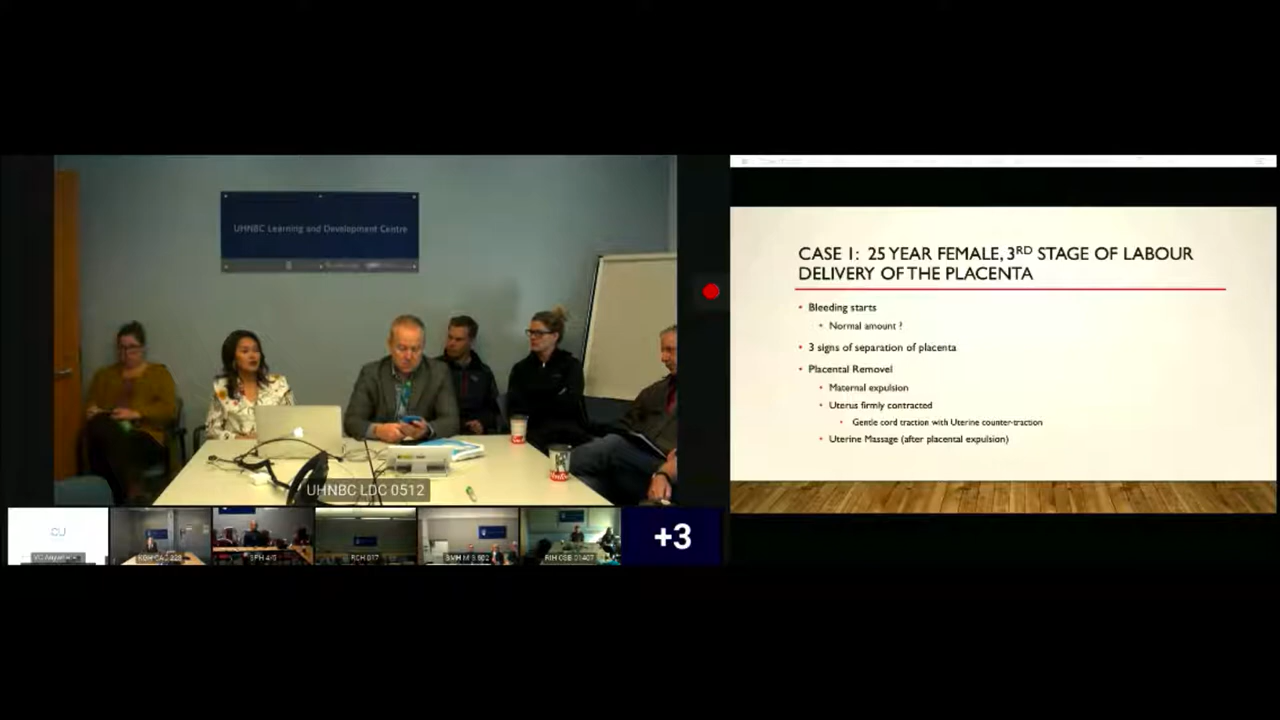 UHNBC Learning and Development Centre
UHNBC LDC 0512
+3
CASE 1: 25 YEAR FEMALE, 3RD STAGE OF LABOUR
DELIVERY OF THE PLACENTA
• Bleeding starts
• Normal amount ?
• 3 signs of separation of placenta
• Placental Removel
• Maternal expulsion
• Uterus firmly contracted
• Gentle cord traction with Uterine counter-traction
• Uterine Massage (after placental expulsion)